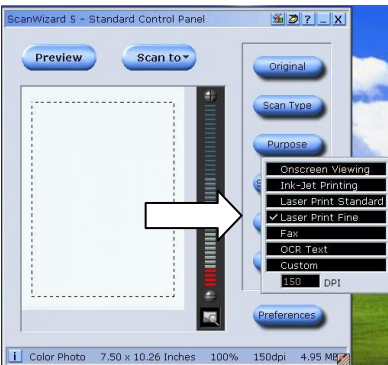 ScanWizard 5 - Standard Control Panel
? _ X
Preview
Scan to
Original
Scan Type
Purpose
Onscreen Viewing
Ink-Jet Printing
Laser Print Standard
✓ Laser Print Fine
Fax
OCR Text
Custom
150 DPI
Preferences
i Color Photo 7.50 x 10.26 Inches 100% 150dpi 4.95 MB